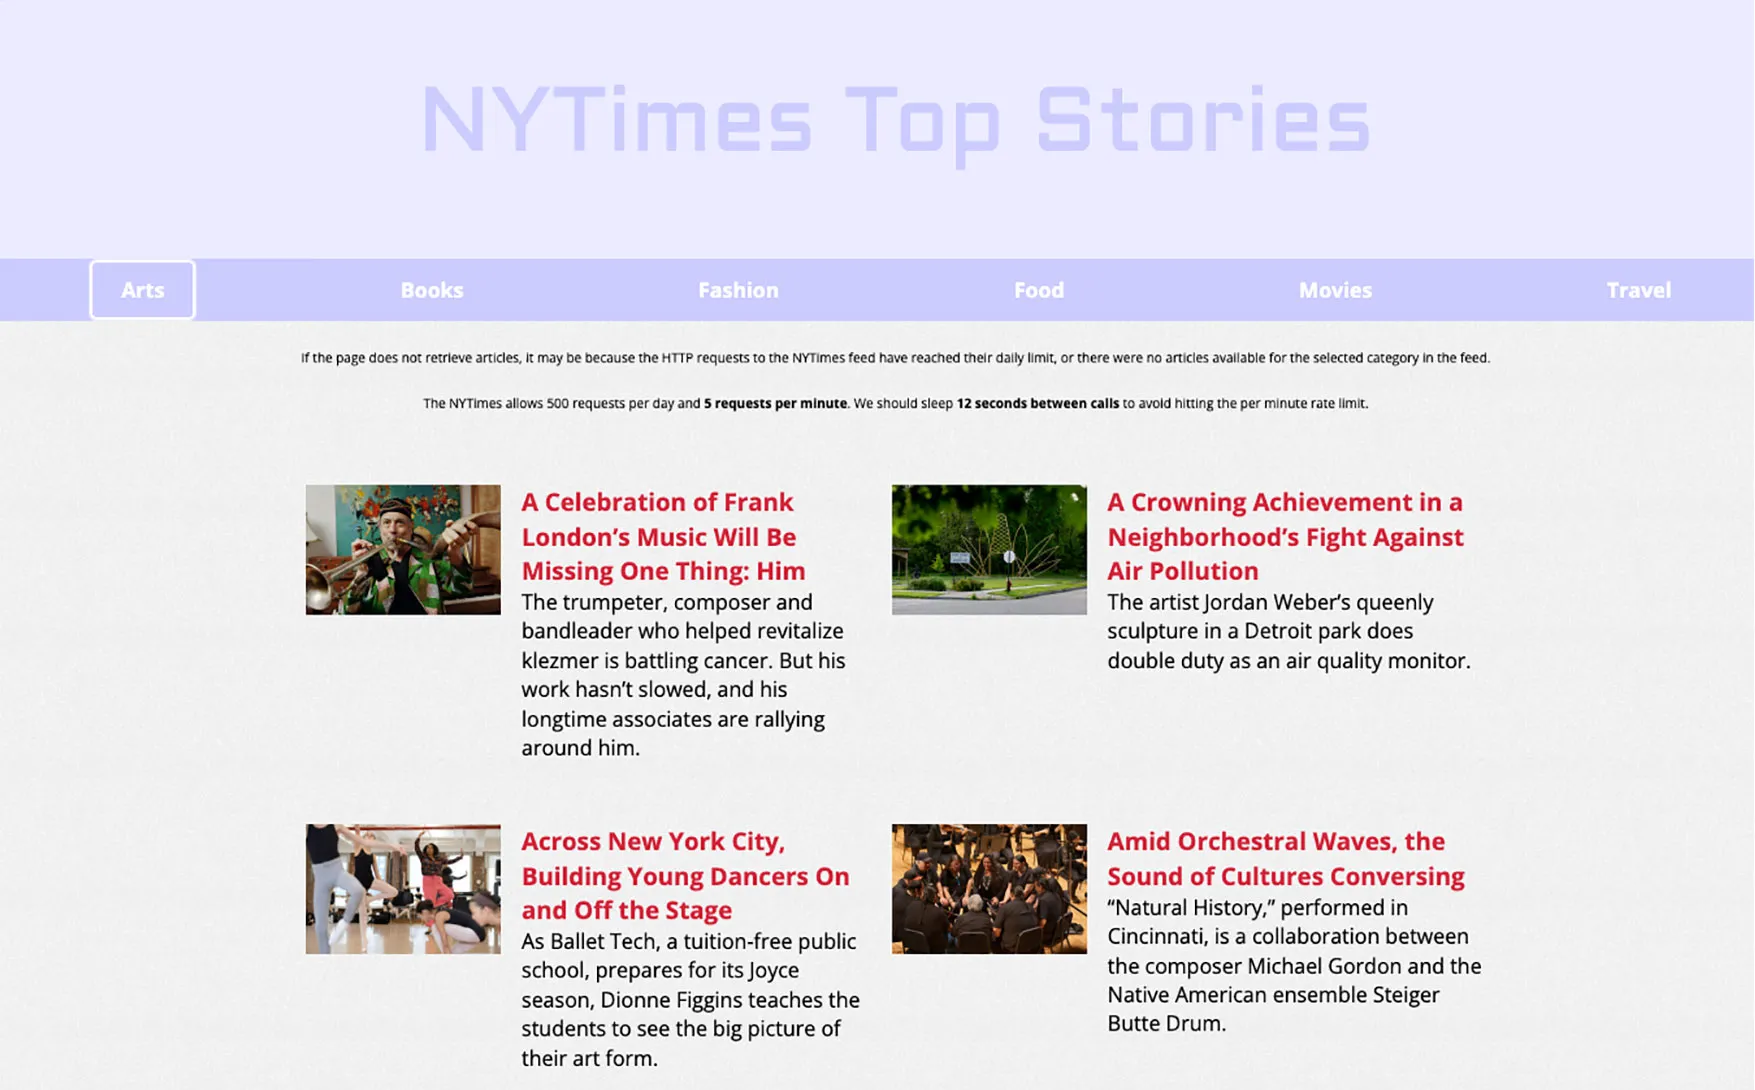 NYTimes Top Stories
Arts Books Fashion Food Movies Travel
If the page does not retrieve articles, it may be because the HTTP requests to the NYTimes feed have reached their daily limit, or there were no articles available for the selected category in the feed.
The NYTimes allows 500 requests per day and 5 requests per minute. We should sleep 12 seconds between calls to avoid hitting the per minute rate limit.
A Celebration of Frank
London’s Music Will Be
Missing One Thing: Him
The trumpeter, composer and
bandleader who helped revitalize
klezmer is battling cancer. But his
work hasn’t slowed, and his
longtime associates are rallying
around him.
A Crowning Achievement in a
Neighborhood’s Fight Against
Air Pollution
The artist Jordan Weber’s queenly
sculpture in a Detroit park does
double duty as an air quality monitor.
Across New York City,
Building Young Dancers On
and Off the Stage
As Ballet Tech, a tuition-free public
school, prepares for its Joyce
season, Dionne Figgins teaches the
students to see the big picture of
their art form.
Amid Orchestral Waves, the
Sound of Cultures Conversing
“Natural History,” performed in
Cincinnati, is a collaboration between
the composer Michael Gordon and the
Native American ensemble Steiger
Butte Drum.